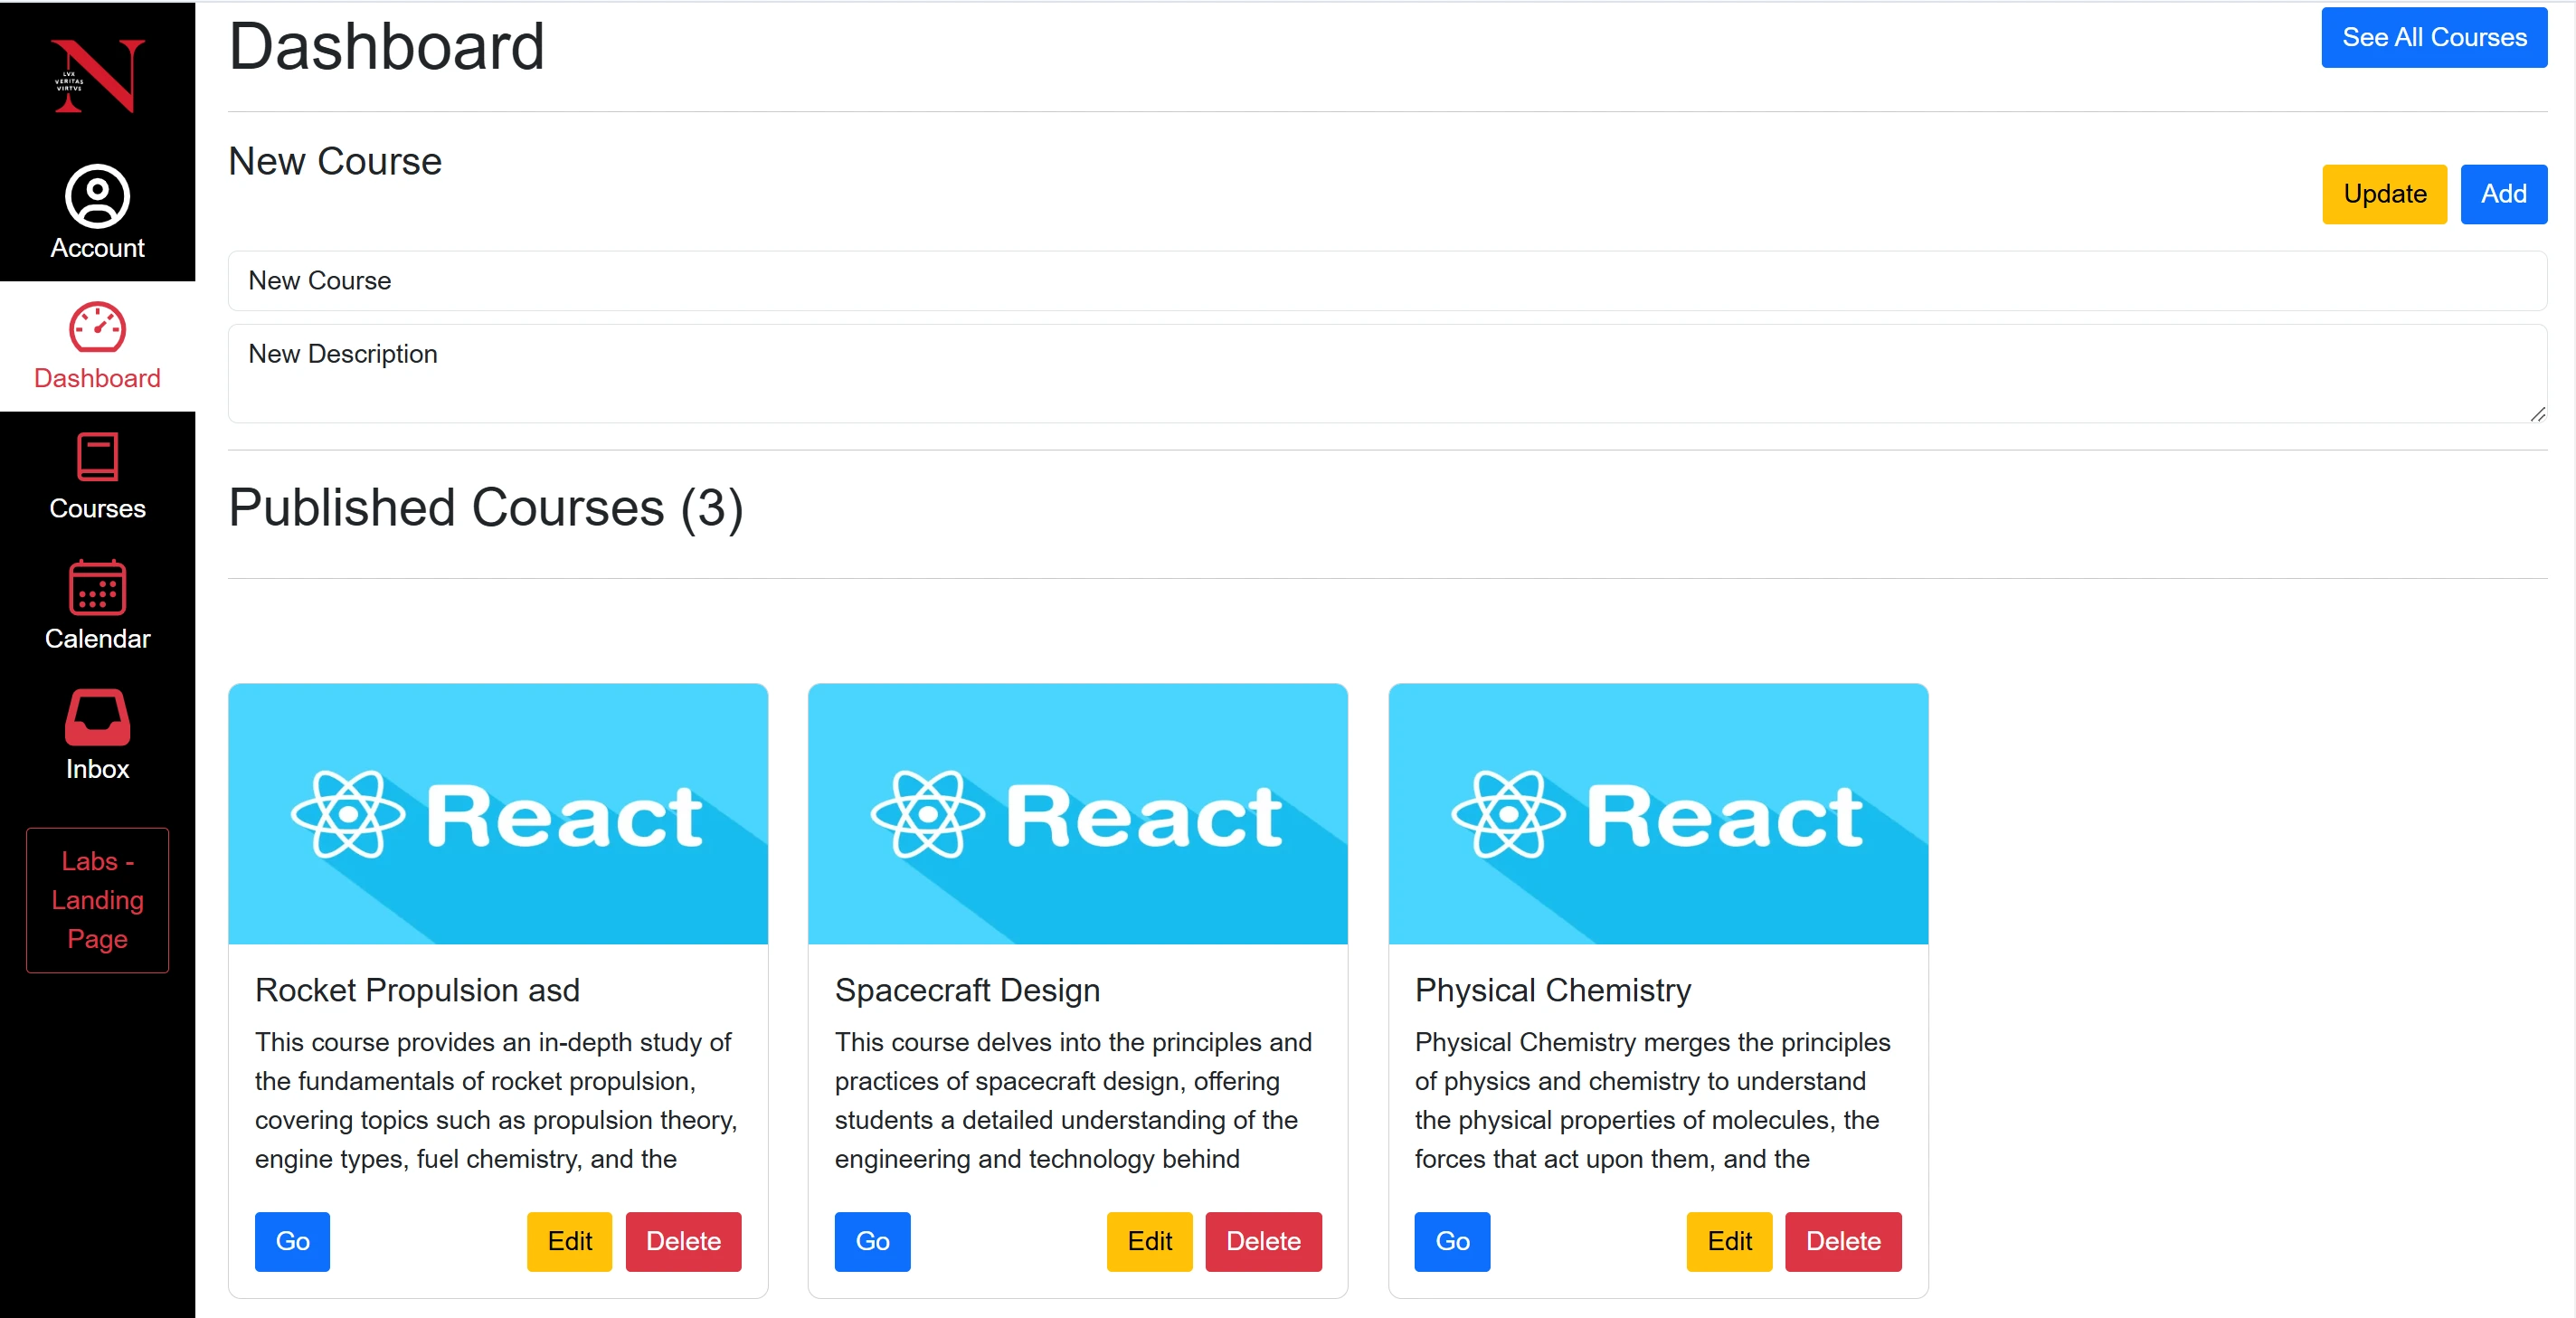 LVX
VERITAS
VIRTVS
Account
Dashboard
Courses
Calendar
Inbox
Labs -
Landing
Page
Dashboard
See All Courses
New Course
Update
Add
New Course
New Description
Published Courses (3)
React
Rocket Propulsion asd
This course provides an in-depth study of
the fundamentals of rocket propulsion,
covering topics such as propulsion theory,
engine types, fuel chemistry, and the
Go
Edit
Delete
React
Spacecraft Design
This course delves into the principles and
practices of spacecraft design, offering
students a detailed understanding of the
engineering and technology behind
Go
Edit
Delete
React
Physical Chemistry
Physical Chemistry merges the principles
of physics and chemistry to understand
the physical properties of molecules, the
forces that act upon them, and the
Go
Edit
Delete